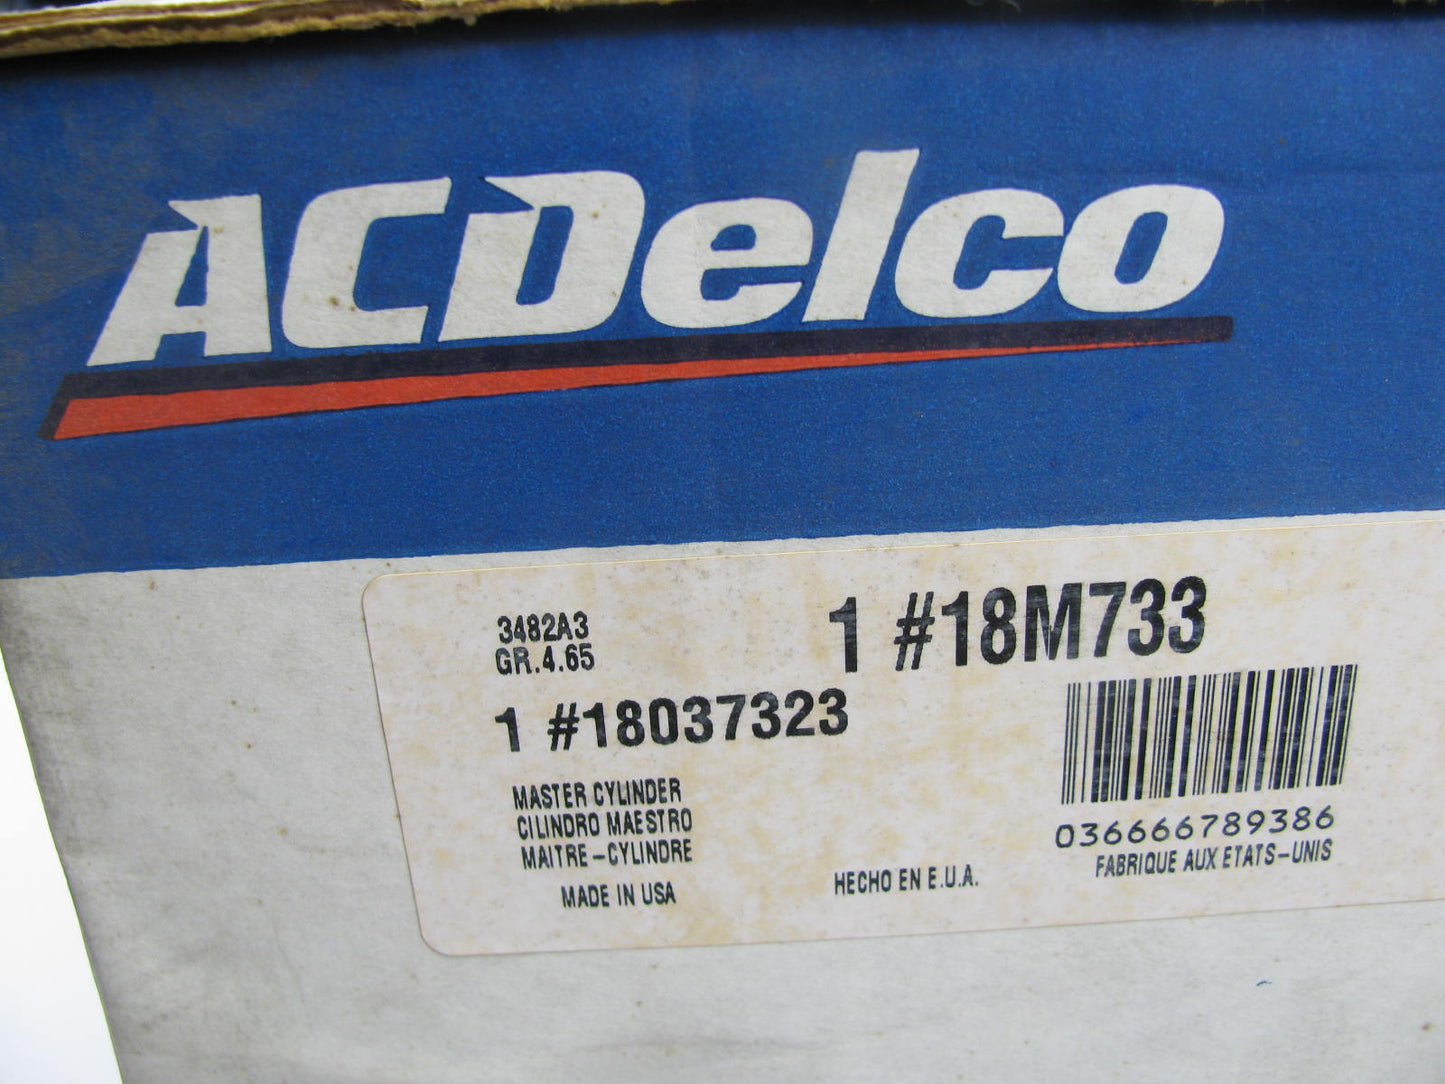 ACDelco
3482A3
GR.4.65
1 #18M733
1 #18037323
MASTER CYLINDER
CILINDRO MAESTRO
MAITRE-CYLINDRE
036666789386
MADE IN USA
HECHO EN E.U.A.
FABRIQUE AUX ETATS-UNIS